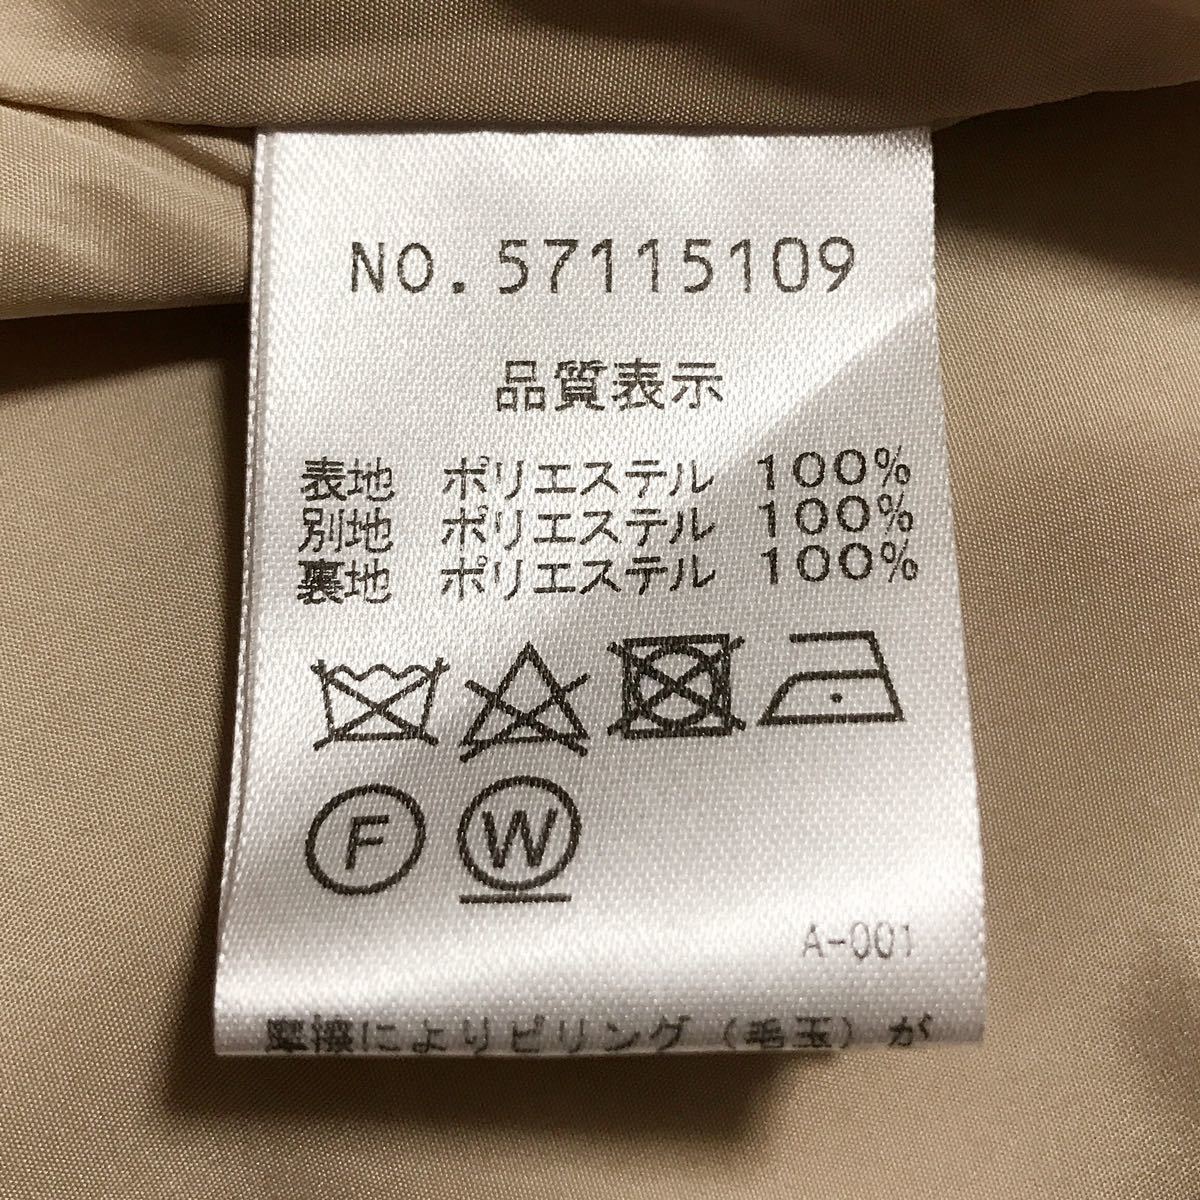 NO. 57115109
品質表示
表地 ポリエステル 100%
別地 ポリエステル 100%
裏地 ポリエステル 100%
F W
A-001
摩擦によりピリング（毛玉）が